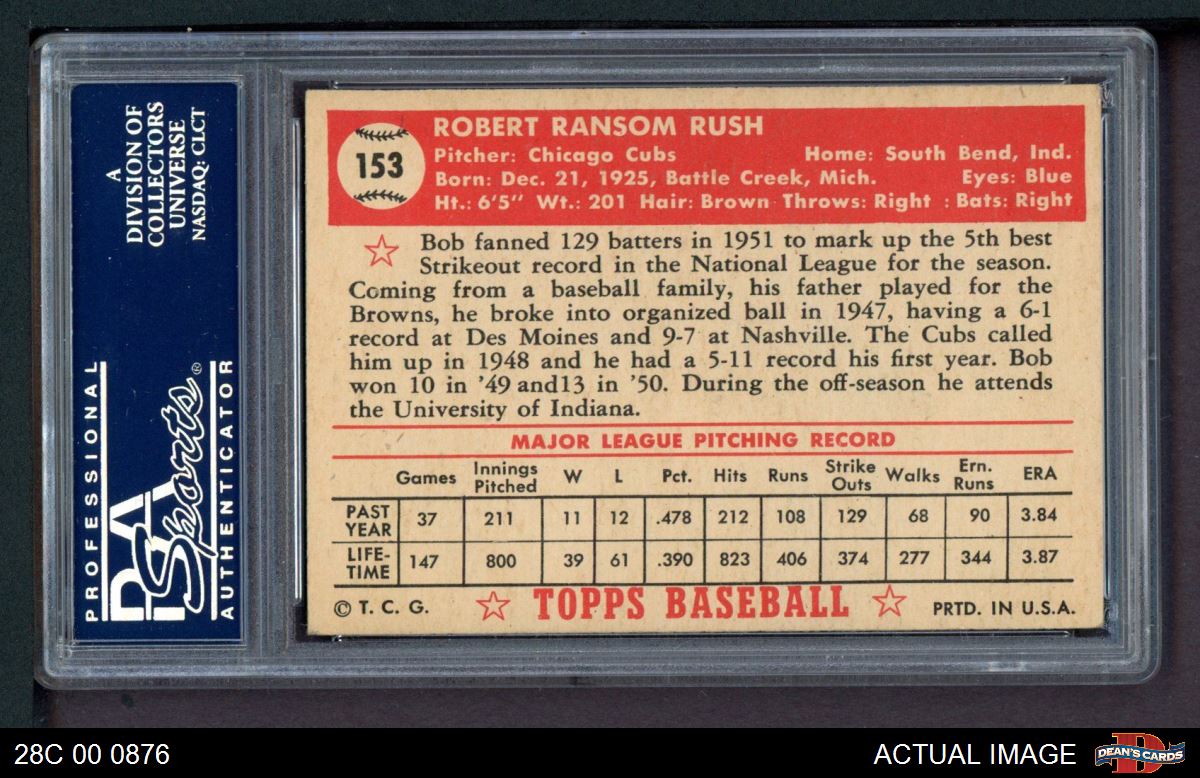 A
DIVISION OF
COLLECTORS
UNIVERSE
NASDAQ: CLCT
PROFESSIONAL
PSA
Sports®
AUTHENTICATOR
153
ROBERT RANSOM RUSH
Pitcher: Chicago Cubs Home: South Bend, Ind.
Born: Dec. 21, 1925, Battle Creek, Mich. Eyes: Blue
Ht.: 6'5" Wt.: 201 Hair: Brown Throws: Right : Bats: Right
Bob fanned 129 batters in 1951 to mark up the 5th best
Strikeout record in the National League for the season.
Coming from a baseball family, his father played for the
Browns, he broke into organized ball in 1947, having a 6-1
record at Des Moines and 9-7 at Nashville. The Cubs called
him up in 1948 and he had a 5-11 record his first year. Bob
won 10 in '49 and13 in '50. During the off-season he attends
the University of Indiana.
MAJOR LEAGUE PITCHING RECORD
Games Innings Pitched W L Pct. Hits Runs Strike Outs Walks Ern. Runs ERA
PAST YEAR 37 211 11 12 .478 212 108 129 68 90 3.84
LIFE-TIME 147 800 39 61 .390 823 406 374 277 344 3.87
© T. C. G. TOPPS BASEBALL PRTD. IN U.S.A.
28C 00 0876 ACTUAL IMAGE DEAN'S CARDS